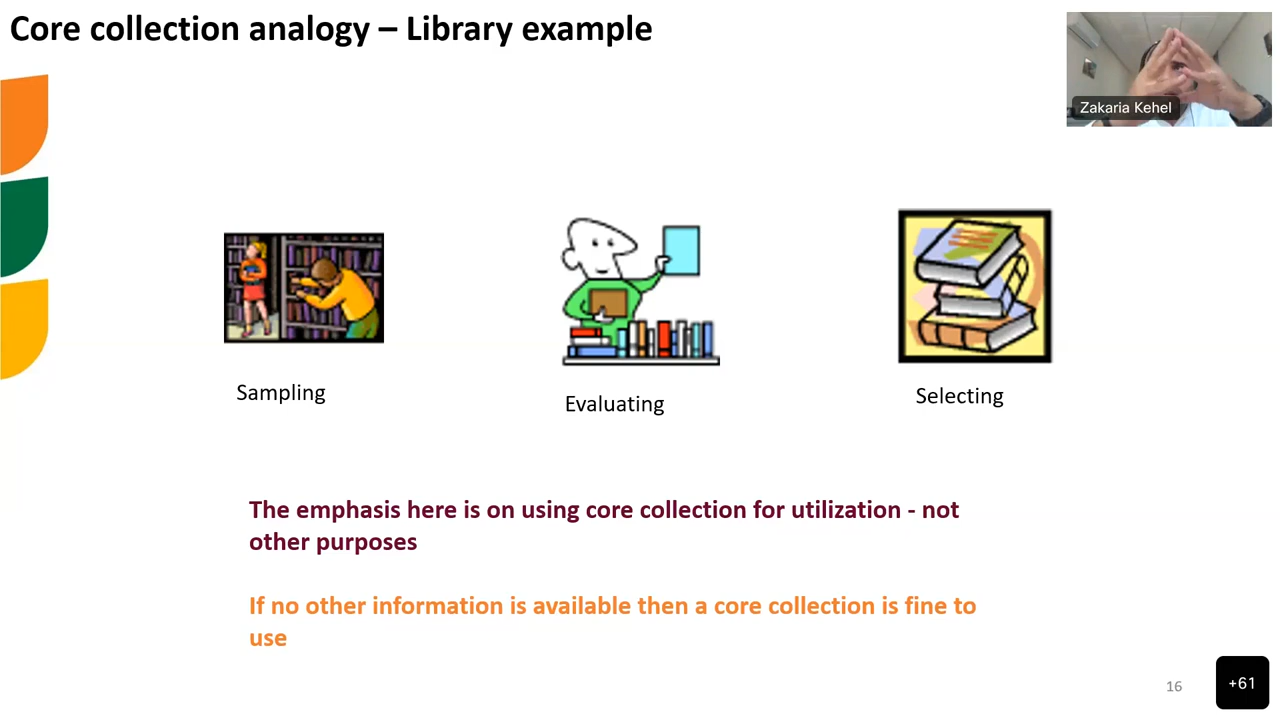 Core collection analogy – Library example
Zakaria Kehel
Sampling
Evaluating
Selecting
The emphasis here is on using core collection for utilization - not
other purposes
If no other information is available then a core collection is fine to
use
16
+61